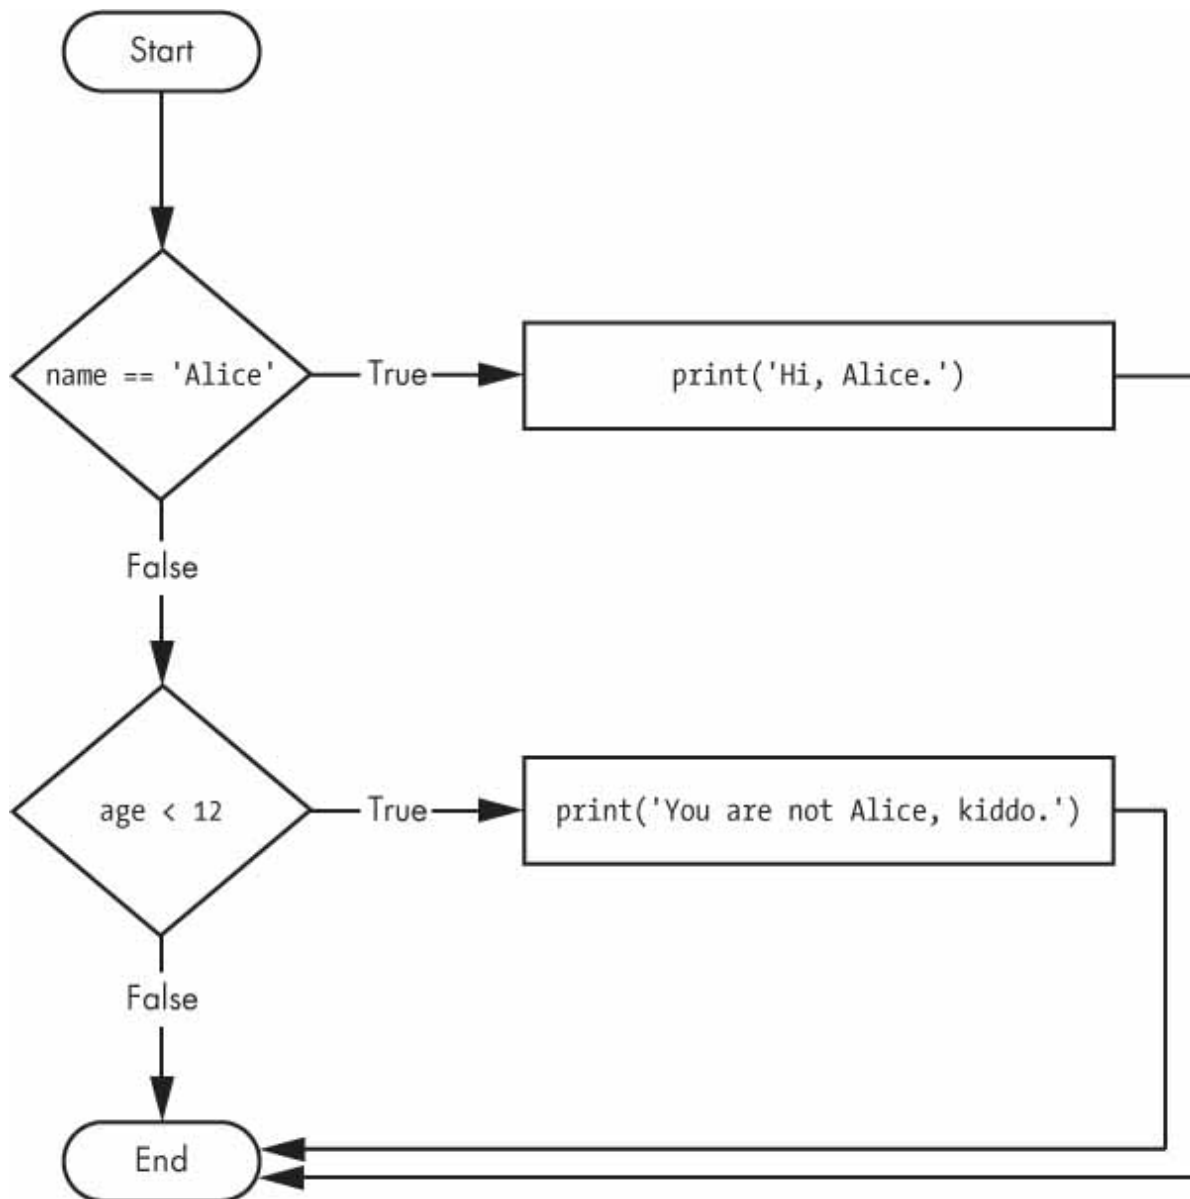 Start
name == 'Alice'
True
print('Hi, Alice.')
False
age < 12
True
print('You are not Alice, kiddo.')
False
End